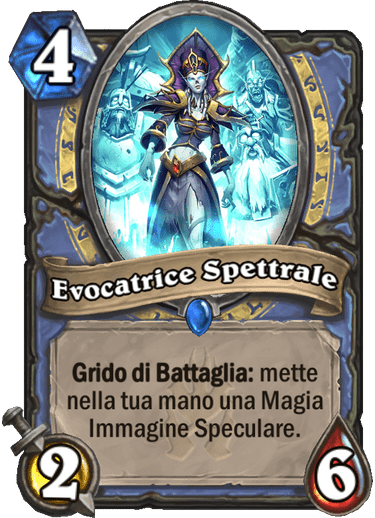 4
Evocatrice Spettrale
Grido di Battaglia: mette
nella tua mano una Magia
Immagine Speculare.
2
6